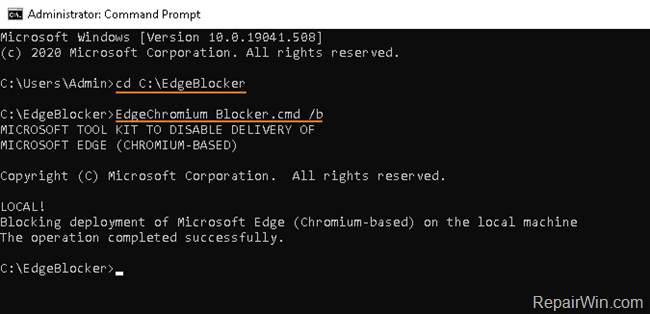 Administrator: Command Prompt
Microsoft Windows [Version 10.0.19041.508]
(c) 2020 Microsoft Corporation. All rights reserved.
C:\Users\Admin>cd C:\EdgeBlocker
C:\EdgeBlocker>EdgeChromium_Blocker.cmd /b
MICROSOFT TOOL KIT TO DISABLE DELIVERY OF
MICROSOFT EDGE (CHROMIUM-BASED)
Copyright (C) Microsoft Corporation.  All rights reserved.
LOCAL!
Blocking deployment of Microsoft Edge (Chromium-based) on the local machine
The operation completed successfully.
C:\EdgeBlocker>
RepairWin.com